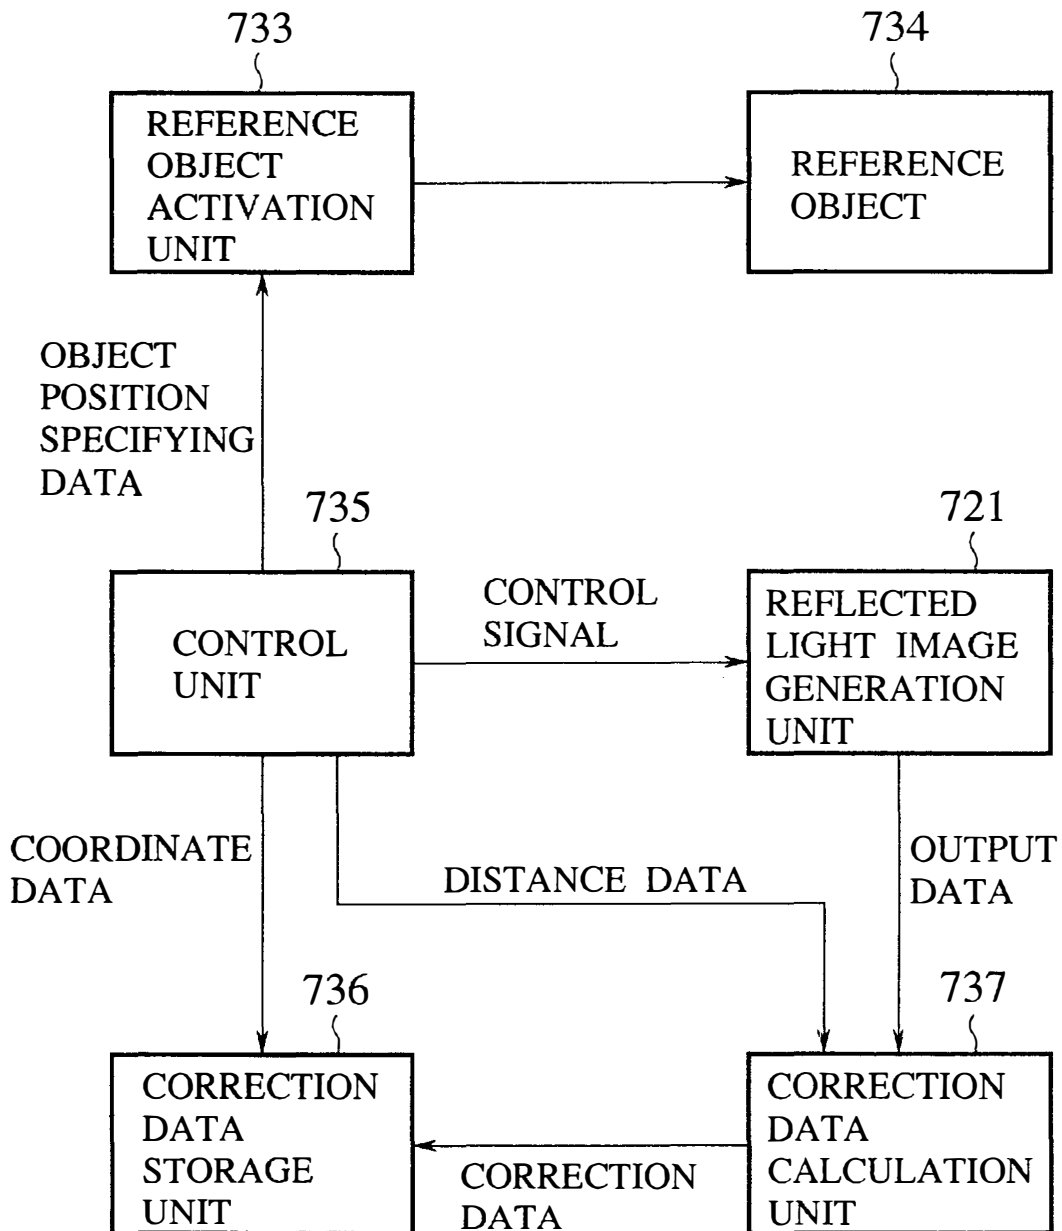 733
734
REFERENCE
OBJECT
ACTIVATION
UNIT
REFERENCE
OBJECT
OBJECT
POSITION
SPECIFYING
DATA
735
721
CONTROL
UNIT
CONTROL
SIGNAL
REFLECTED
LIGHT IMAGE
GENERATION
UNIT
COORDINATE
DATA
DISTANCE DATA
OUTPUT
DATA
736
737
CORRECTION
DATA
STORAGE
UNIT
CORRECTION
DATA
CORRECTION
DATA
CALCULATION
UNIT